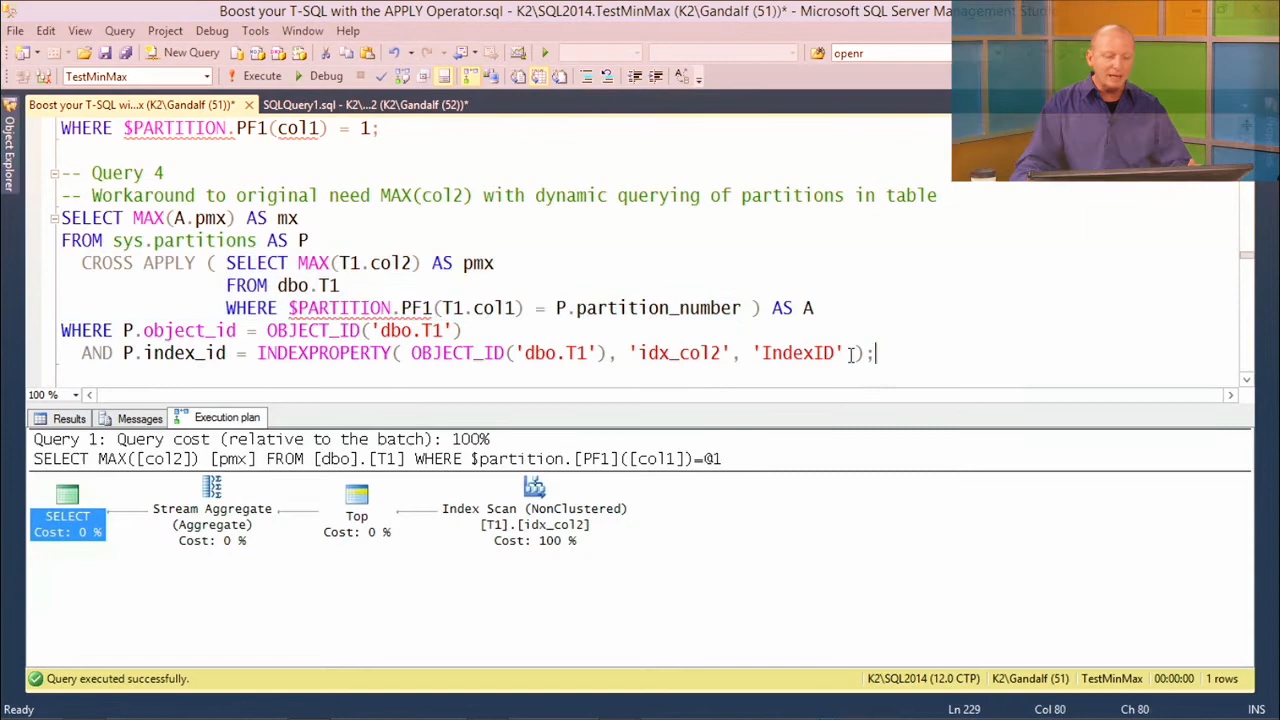 Boost your T-SQL with the APPLY Operator.sql - K2\SQL2014.TestMinMax (K2\Gandalf (51))* - Microsoft SQL Server Management
File Edit View Query Project Debug Tools Window Help
New Query openr
TestMinMax Execute Debug
Boost your T-SQL wi...x (K2\Gandalf (51))* SQLQuery1.sql - K2\...2 (K2\Gandalf (52))*
Object Explorer
WHERE $PARTITION.PF1(col1) = 1;
-- Query 4
-- Workaround to original need MAX(col2) with dynamic querying of partitions in table
SELECT MAX(A.pmx) AS mx
FROM sys.partitions AS P
CROSS APPLY ( SELECT MAX(T1.col2) AS pmx
FROM dbo.T1
WHERE $PARTITION.PF1(T1.col1) = P.partition_number ) AS A
WHERE P.object_id = OBJECT_ID('dbo.T1')
AND P.index_id = INDEXPROPERTY( OBJECT_ID('dbo.T1'), 'idx_col2', 'IndexID' );
100 %
Results Messages Execution plan
Query 1: Query cost (relative to the batch): 100%
SELECT MAX([col2]) [pmx] FROM [dbo].[T1] WHERE $partition.[PF1]([col1])=@1
SELECT
Cost: 0 %
Stream Aggregate
(Aggregate)
Cost: 0 %
Top
Cost: 0 %
Index Scan (NonClustered)
[T1].[idx_col2]
Cost: 100 %
Query executed successfully. K2\SQL2014 (12.0 CTP) K2\Gandalf (51) TestMinMax 00:00:00 1 rows
Ready Ln 229 Col 80 Ch 80 INS